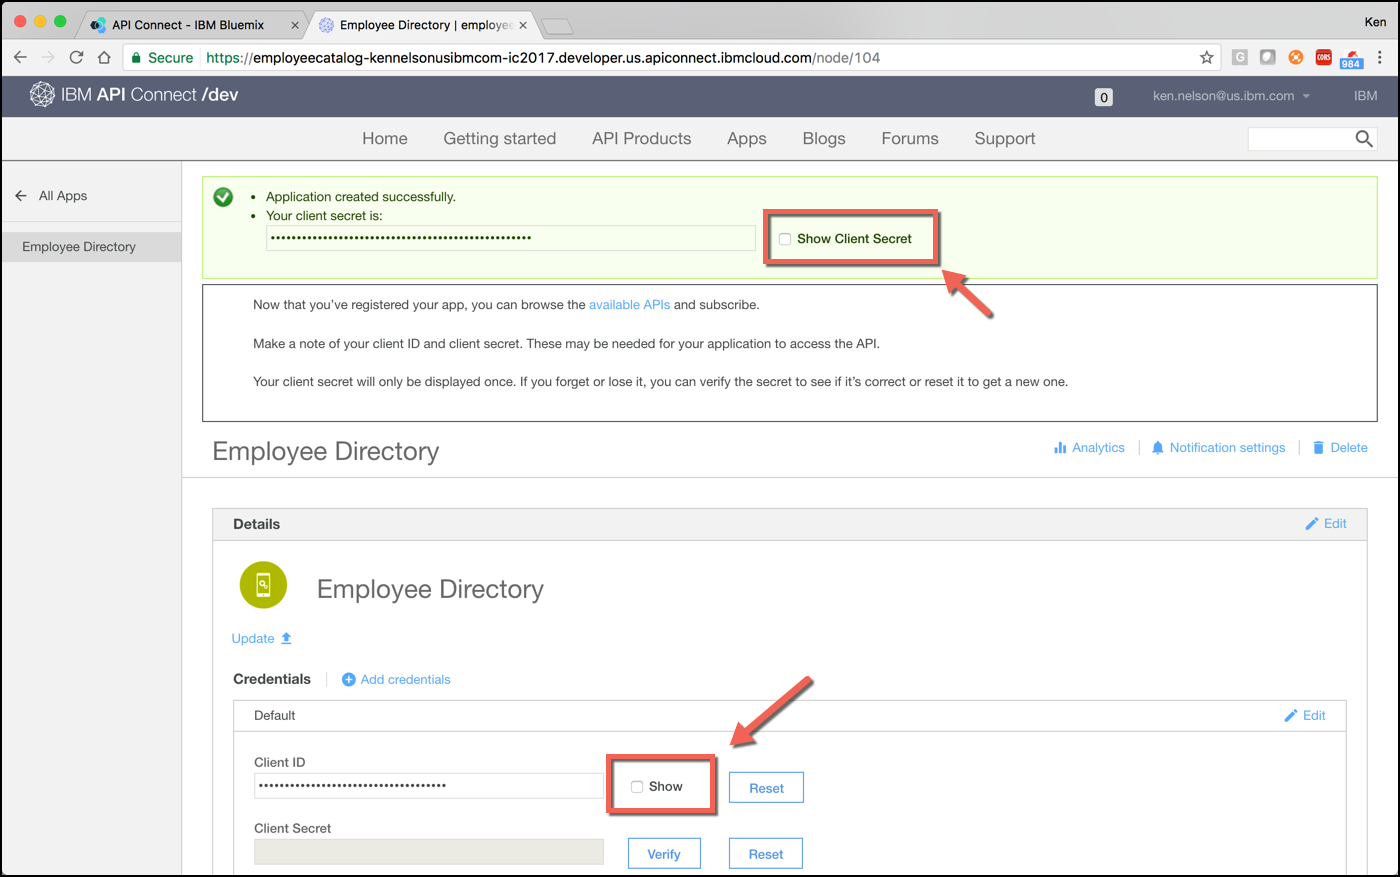 API Connect - IBM Bluemix
Employee Directory | employee
Ken
Secure
https://employeecatalog-kennelsonusibmcom-ic2017.developer.us.apiconnect.ibmcloud.com/node/104
G
CORS
984
IBM API Connect /dev
0
ken.nelson@us.ibm.com
IBM
Home
Getting started
API Products
Apps
Blogs
Forums
Support
All Apps
Employee Directory
Application created successfully.
Your client secret is:
Show Client Secret
Now that you've registered your app, you can browse the available APIs and subscribe.
Make a note of your client ID and client secret. These may be needed for your application to access the API.
Your client secret will only be displayed once. If you forget or lose it, you can verify the secret to see if it's correct or reset it to get a new one.
Employee Directory
Analytics
Notification settings
Delete
Details
Edit
Employee Directory
Update
Credentials
Add credentials
Default
Edit
Client ID
Show
Reset
Client Secret
Verify
Reset